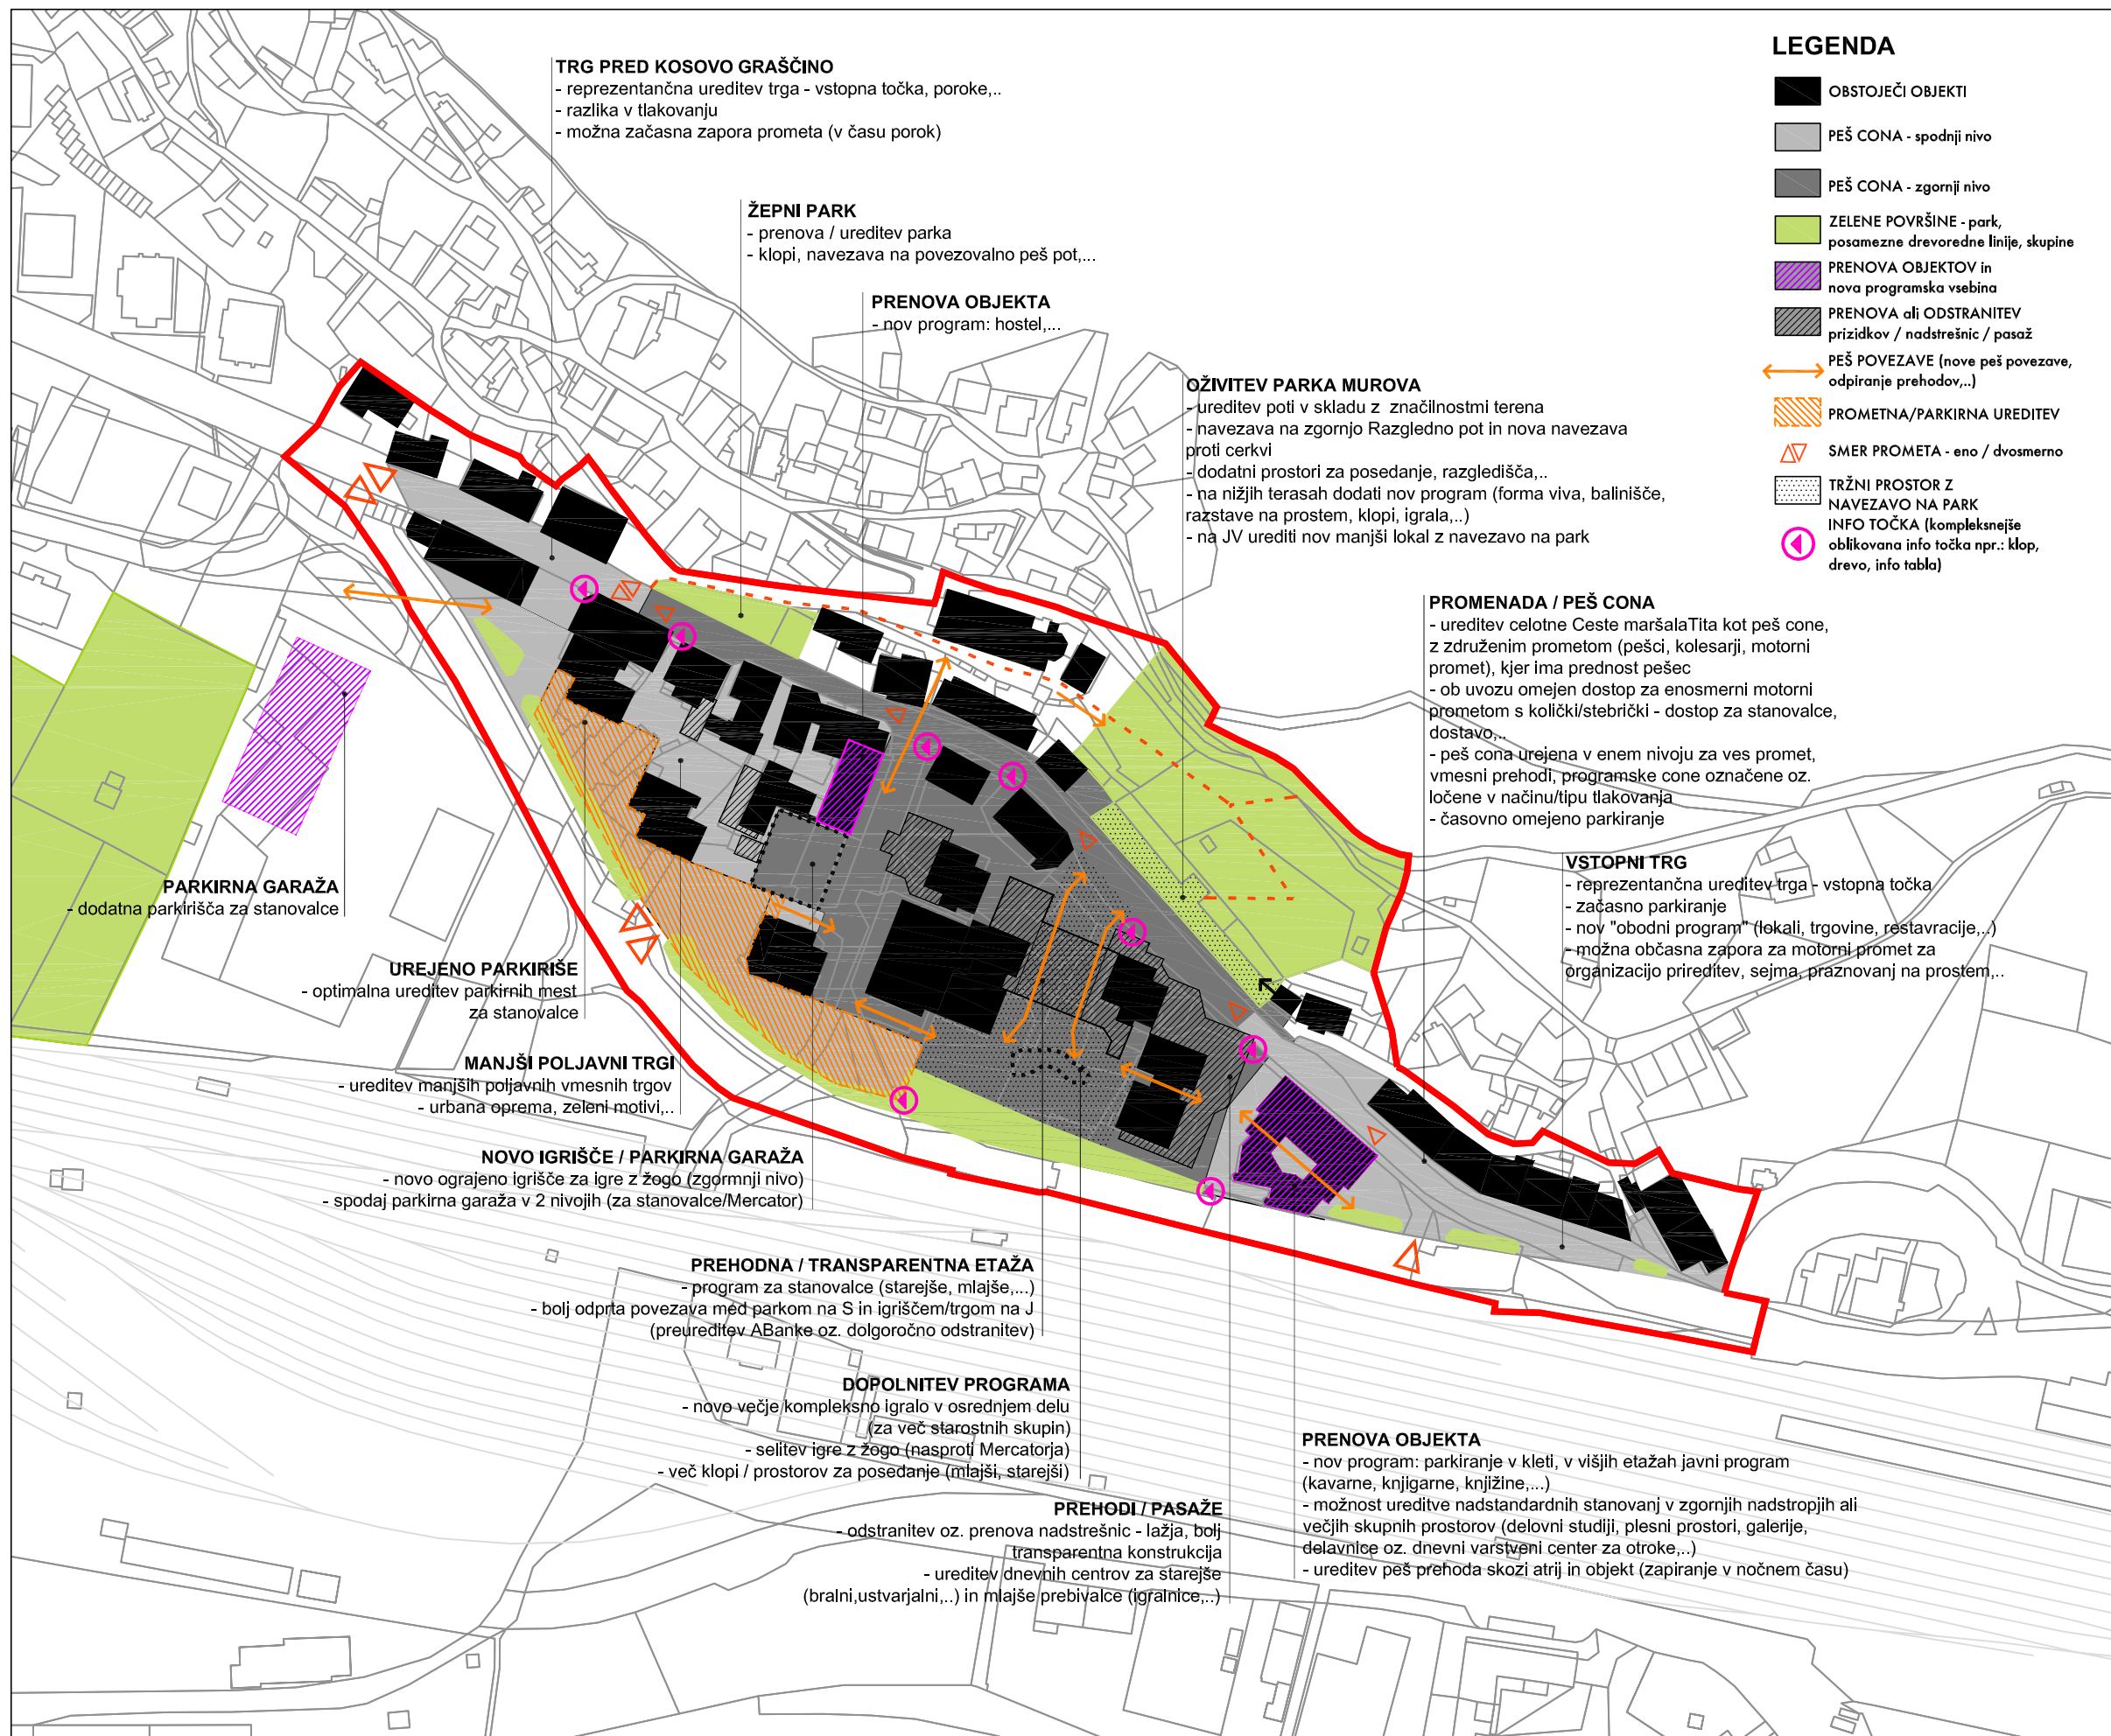 TRG PRED KOSOVO GRAŠČINO
- reprezentančna ureditev trga - vstopna točka, poroke,..
- razlika v tlakovanju
- možna začasna zapora prometa (v času porok)
ŽEPNI PARK
- prenova / ureditev parka
- klopi, navezava na povezovalno peš pot,...
PRENOVA OBJEKTA
- nov program: hostel,...
OŽIVITEV PARKA MUROVA
- ureditev poti v skladu z značilnostmi terena
- navezava na zgornjo Razgledno pot in nova navezava
proti cerkvi
- dodatni prostori za posedanje, razgledišča,..
- na nižjih terasah dodati nov program (forma viva, balinišče,
razstave na prostem, klopi, igrala,..)
- na JV urediti nov manjši lokal z navezavo na park
LEGENDA
OBSTOJEČI OBJEKTI
PEŠ CONA - spodnji nivo
PEŠ CONA - zgornji nivo
ZELENE POVRŠINE - park,
posamezne drevoredne linije, skupine
PRENOVA OBJEKTOV in
nova programska vsebina
PRENOVA ali ODSTRANITEV
prizidkov / nadstrešnic / pasaž
PEŠ POVEZAVE (nove peš povezave,
odpiranje prehodov,..)
PROMETNA/PARKIRNA UREDITEV
SMER PROMETA - eno / dvosmerno
TRŽNI PROSTOR Z
NAVEZAVO NA PARK
INFO TOČKA (kompleksnejše
oblikovana info točka npr.: klop,
drevo, info tabla)
PROMENADA / PEŠ CONA
- ureditev celotne Ceste maršalaTita kot peš cone,
z združenim prometom (pešci, kolesarji, motorni
promet), kjer ima prednost pešec
- ob uvozu omejen dostop za enosmerni motorni
prometom s količki/stebrički - dostop za stanovalce,
dostavo,..
- peš cona urejena v enem nivoju za ves promet,
vmesni prehodi, programske cone označene oz.
ločene v načinu/tipu tlakovanja
- časovno omejeno parkiranje
VSTOPNI TRG
- reprezentančna ureditev trga - vstopna točka
- začasno parkiranje
- nov "obodni program" (lokali, trgovine, restavracije,..)
- možna občasna zapora za motorni promet za
organizacijo prireditev, sejma, praznovanj na prostem,..
PARKIRNA GARAŽA
- dodatna parkirišča za stanovalce
UREJENO PARKIRIŠE
- optimalna ureditev parkirnih mest
za stanovalce
MANJŠI POLJAVNI TRGI
- ureditev manjših poljavnih vmesnih trgov
- urbana oprema, zeleni motivi,..
NOVO IGRIŠČE / PARKIRNA GARAŽA
- novo ograjeno igrišče za igre z žogo (zgormnji nivo)
- spodaj parkirna garaža v 2 nivojih (za stanovalce/Mercator)
PREHODNA / TRANSPARENTNA ETAŽA
- program za stanovalce (starejše, mlajše,...)
- bolj odprta povezava med parkom na S in igriščem/trgom na J
(preureditev ABanke oz. dolgoročno odstranitev)
DOPOLNITEV PROGRAMA
- novo večje kompleksno igralo v osrednjem delu
(za več starostnih skupin)
- selitev igre z žogo (nasproti Mercatorja)
- več klopi / prostorov za posedanje (mlajši, starejši)
PREHODI / PASAŽE
- odstranitev oz. prenova nadstrešnic - lažja, bolj
transparentna konstrukcija
- ureditev dnevnih centrov za starejše
(bralni,ustvarjalni,..) in mlajše prebivalce (igralnice,..)
PRENOVA OBJEKTA
- nov program: parkiranje v kleti, v višjih etažah javni program
(kavarne, knjigarne, knjižine,...)
- možnost ureditve nadstandardnih stanovanj v zgornjih nadstropjih ali
večjih skupnih prostorov (delovni studiji, plesni prostori, galerije,
delavnice oz. dnevni varstveni center za otroke,..)
- ureditev peš prehoda skozi atrij in objekt (zapiranje v nočnem času)